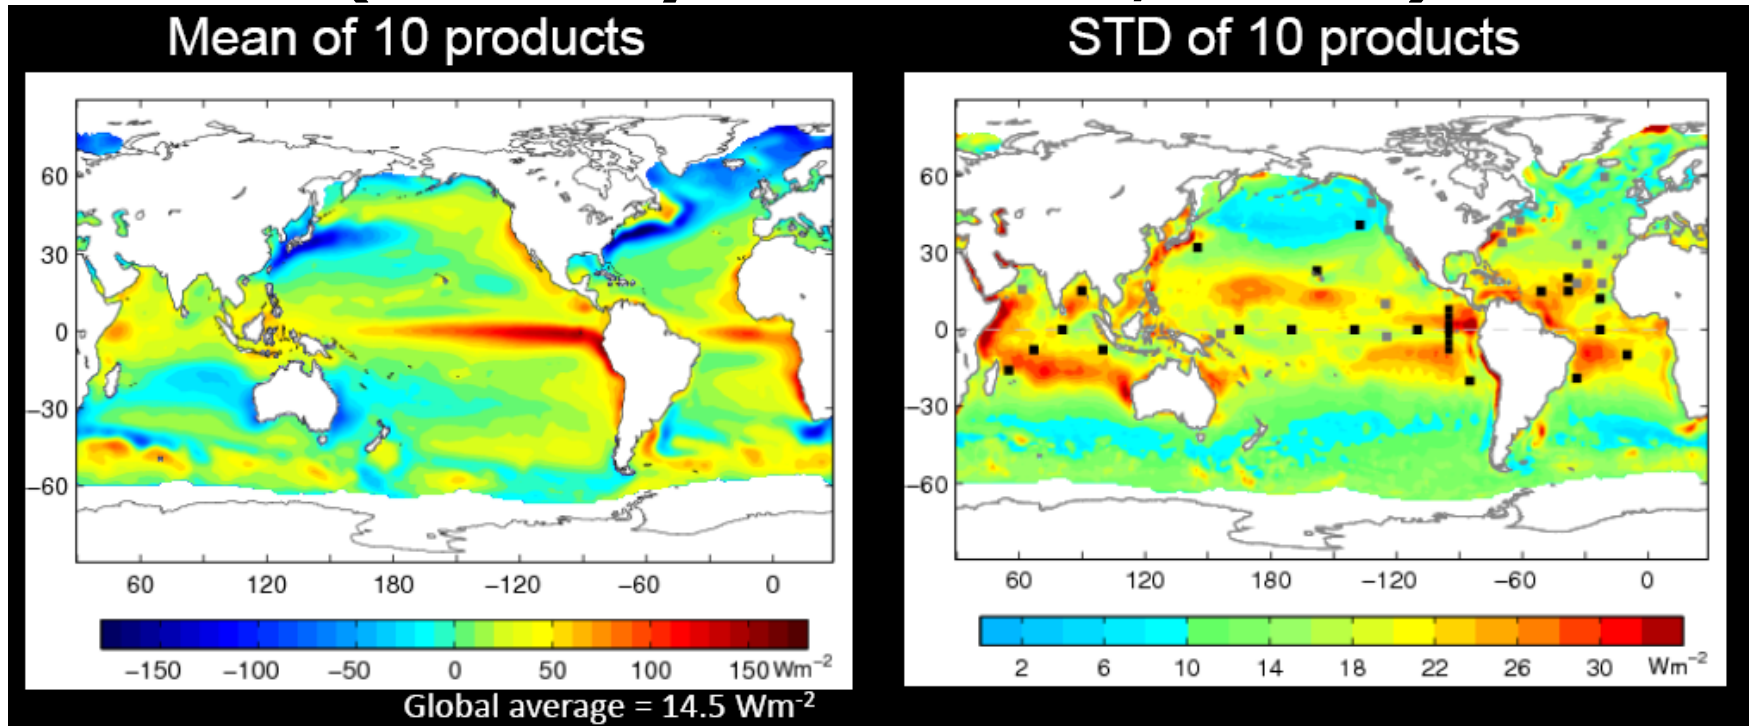 Mean of 10 products
STD of 10 products
60
30
0
−30
−60
60 120 180 −120 −60 0
−150 −100 −50 0 50 100 150 Wm⁻²
Global average = 14.5 Wm⁻²
60
30
0
−30
−60
60 120 180 −120 −60 0
2 6 10 14 18 22 26 30 Wm⁻²